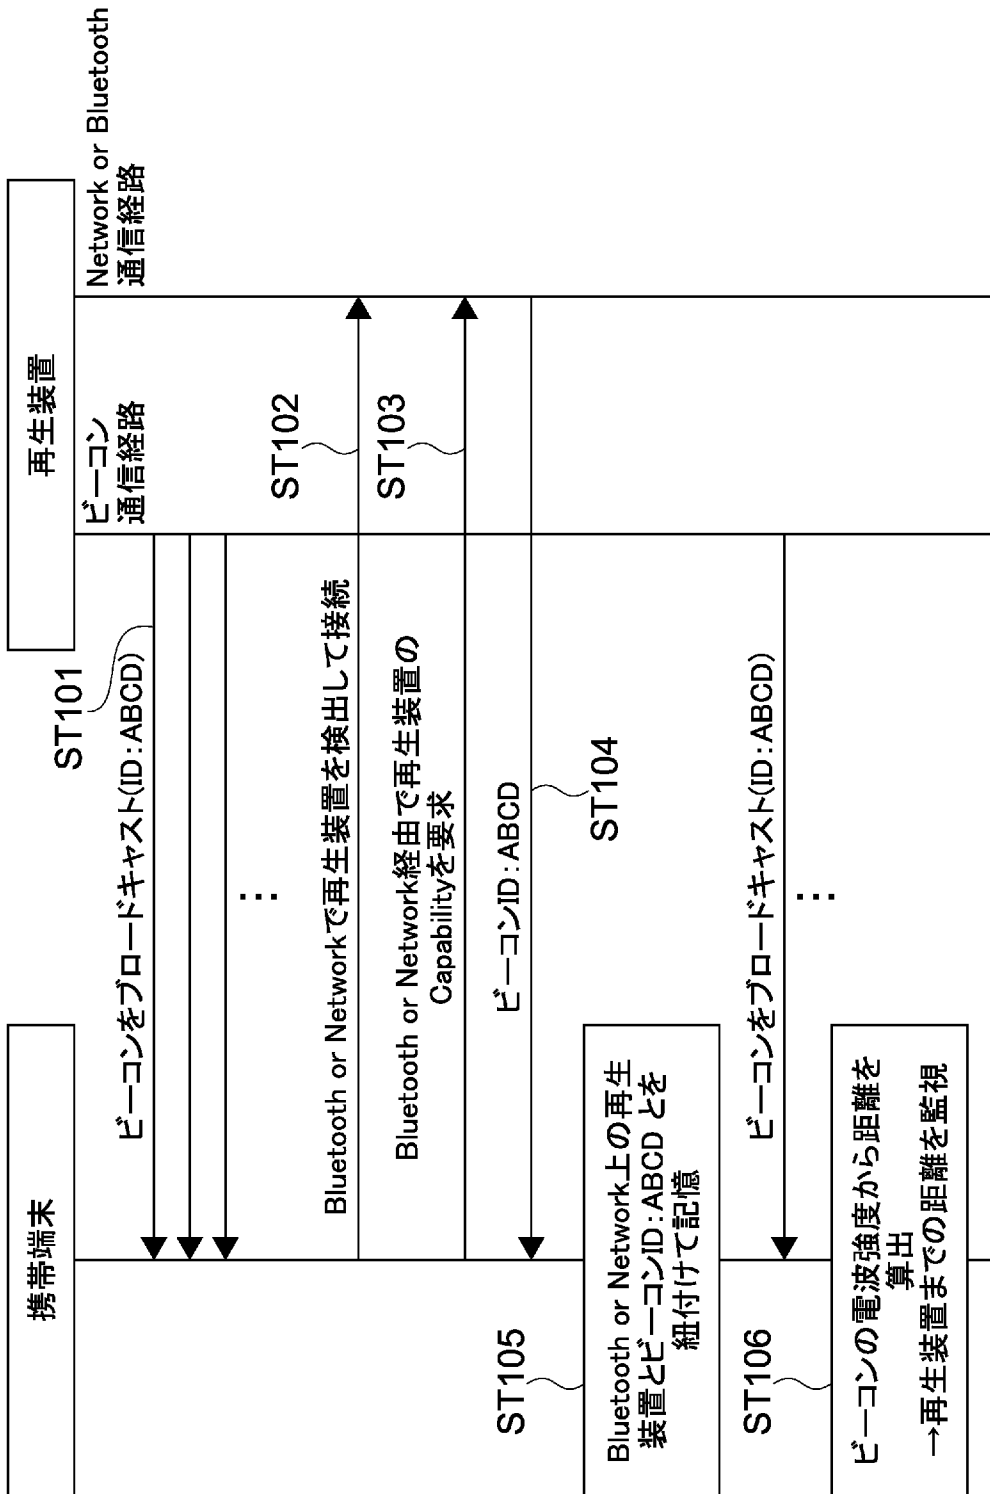 携帯端末
再生装置
ビーコン
通信経路
Network or Bluetooth
通信経路
ST101
ビーコンをブロードキャスト(ID:ABCD)
…
ST102
Bluetooth or Networkで再生装置を検出して接続
ST103
Bluetooth or Network経由で再生装置の
Capabilityを要求
ビーコンID:ABCD
ST104
ST105
Bluetooth or Network上の再生
装置とビーコンID:ABCD とを
紐付けて記憶
ビーコンをブロードキャスト(ID:ABCD)
…
ST106
ビーコンの電波強度から距離を
算出
→再生装置までの距離を監視